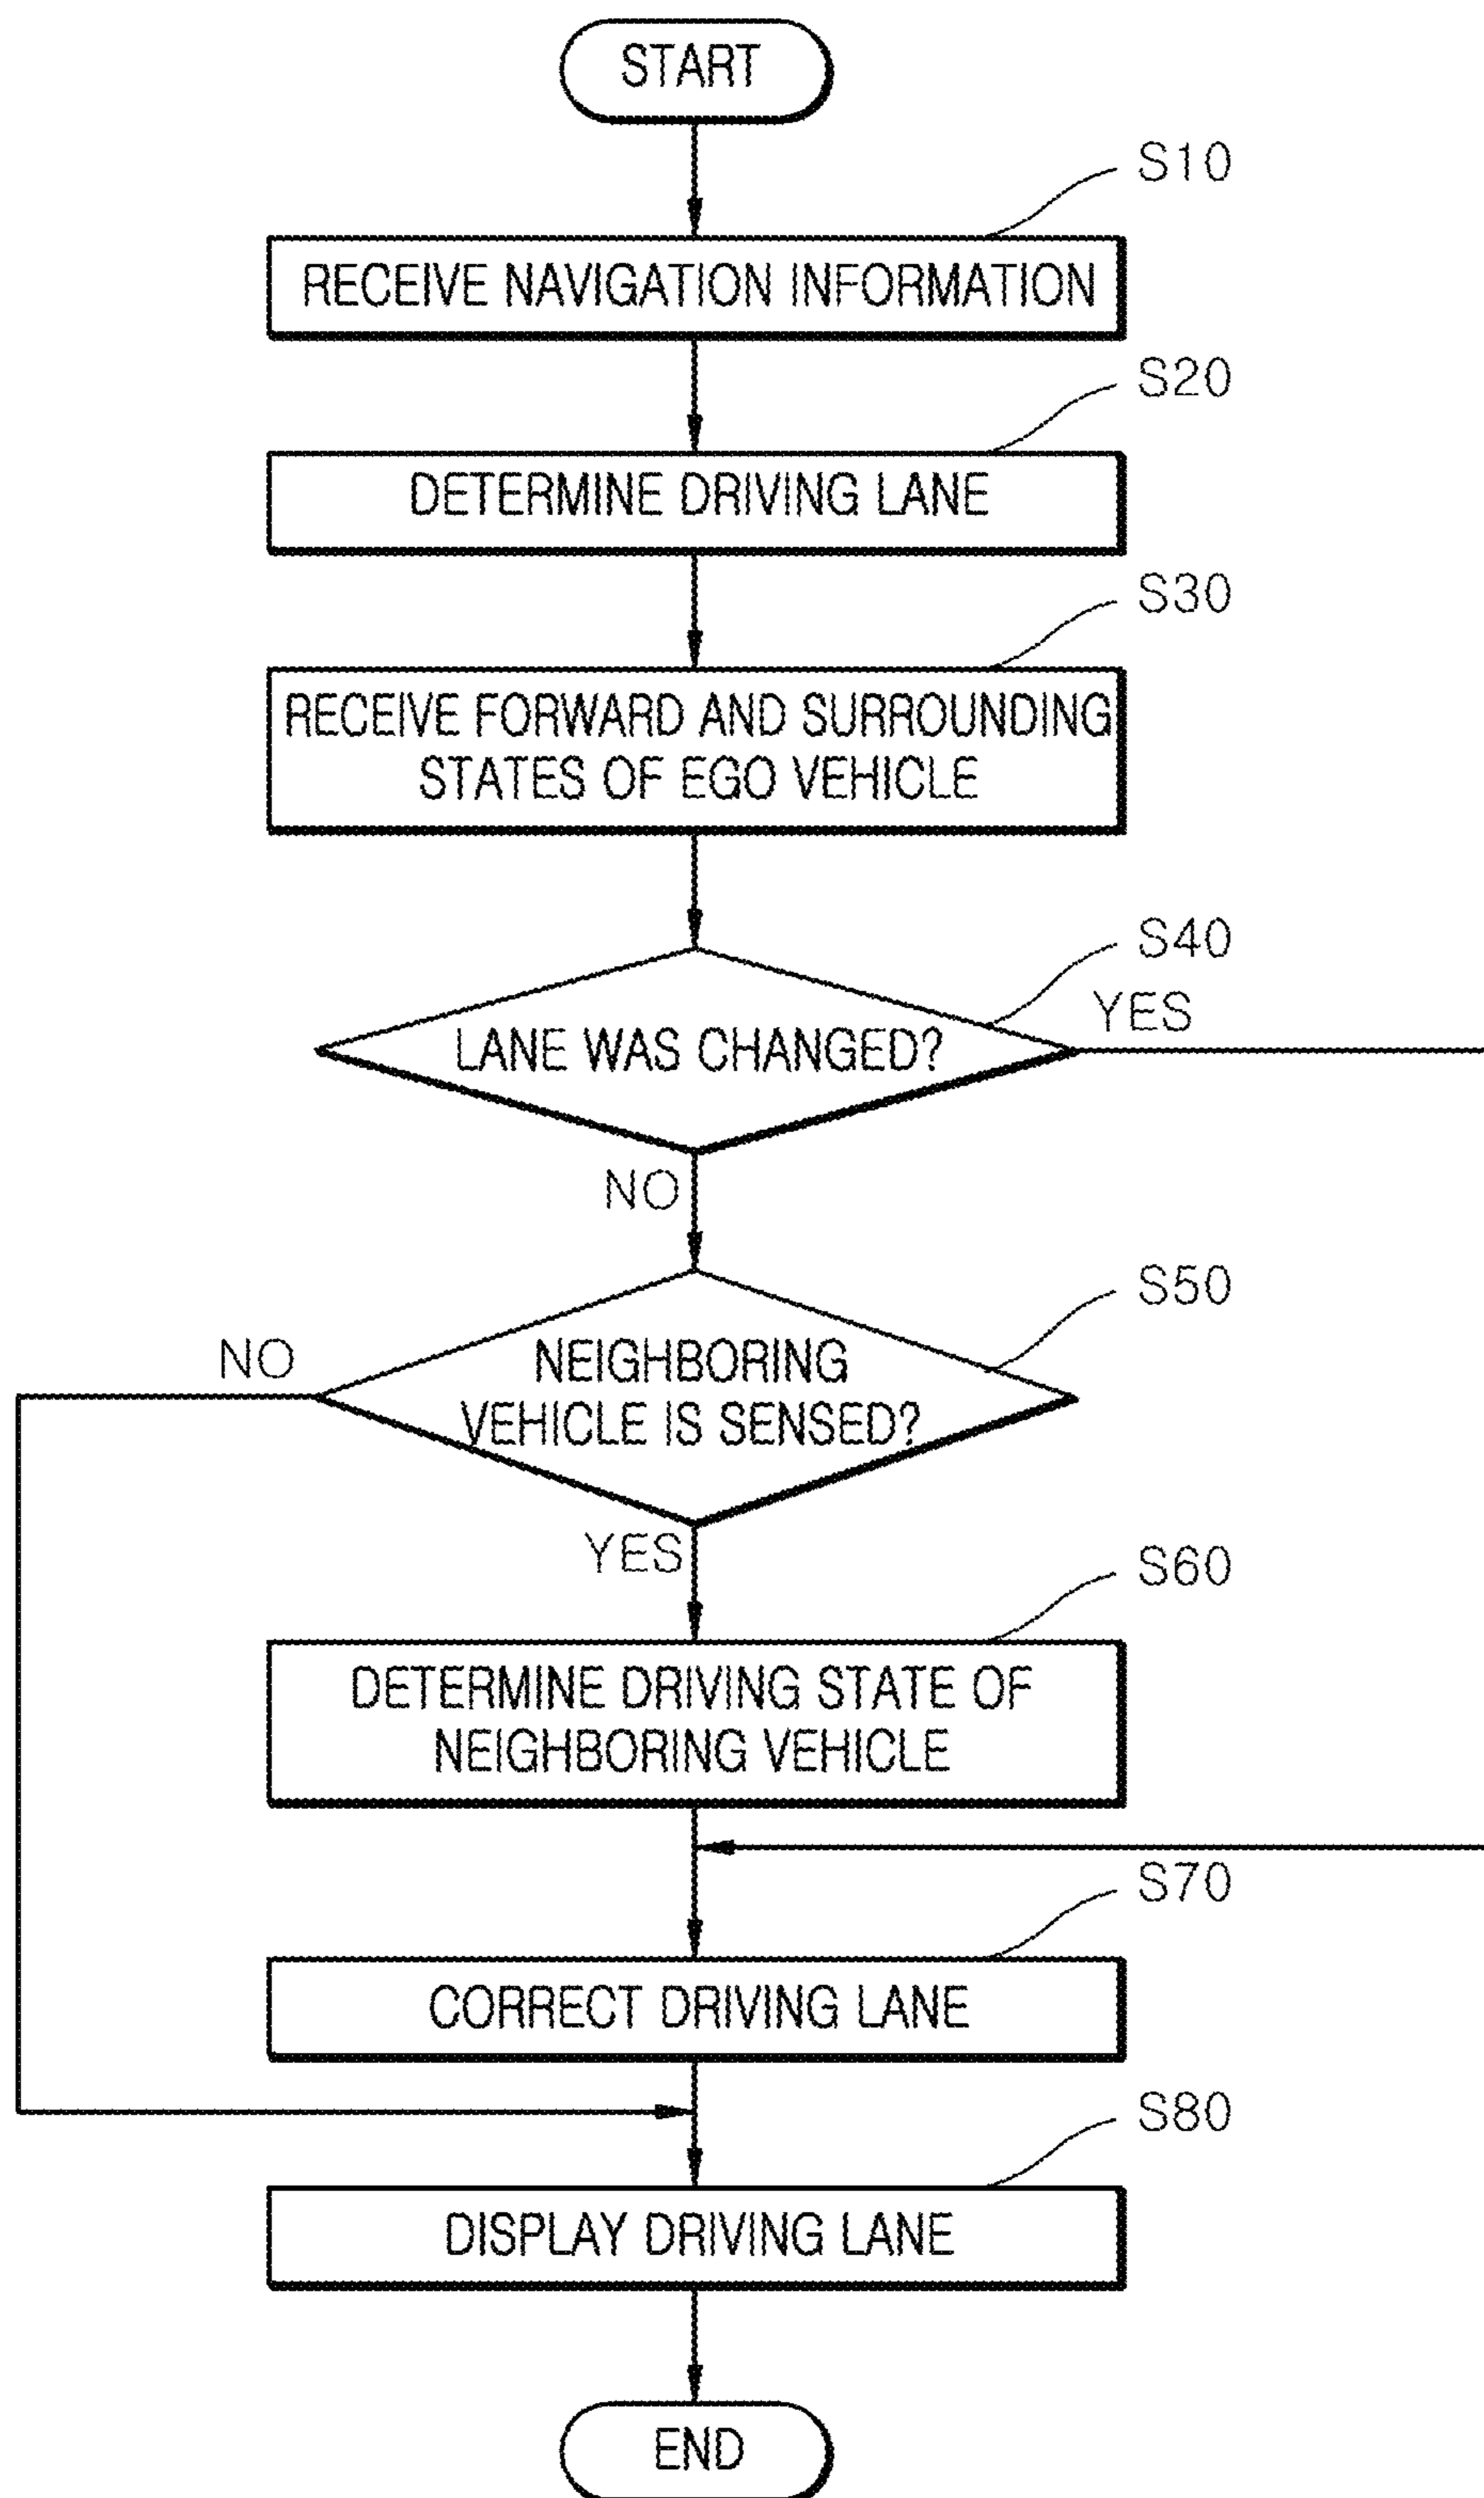 START
S10
RECEIVE NAVIGATION INFORMATION
S20
DETERMINE DRIVING LANE
S30
RECEIVE FORWARD AND SURROUNDING
STATES OF EGO VEHICLE
S40
YES
LANE WAS CHANGED?
NO
S50
NO
NEIGHBORING
VEHICLE IS SENSED?
YES
S60
DETERMINE DRIVING STATE OF
NEIGHBORING VEHICLE
S70
CORRECT DRIVING LANE
S80
DISPLAY DRIVING LANE
END